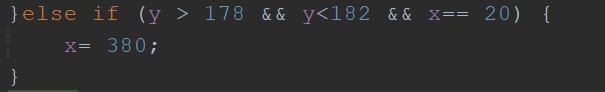 }else if (y > 178 && y<182 && x== 20) {
x= 380;
}